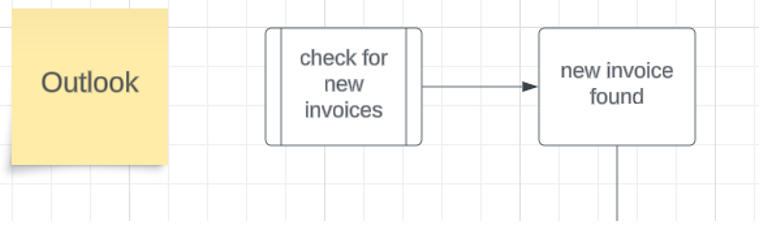 Outlook
check for
new
invoices
new invoice
found